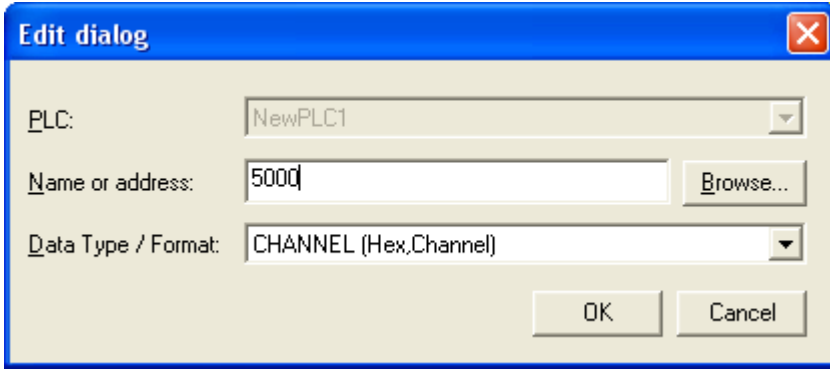 Edit dialog
PLC: NewPLC1
Name or address: 5000 Browse...
Data Type / Format: CHANNEL (Hex,Channel)
OK Cancel